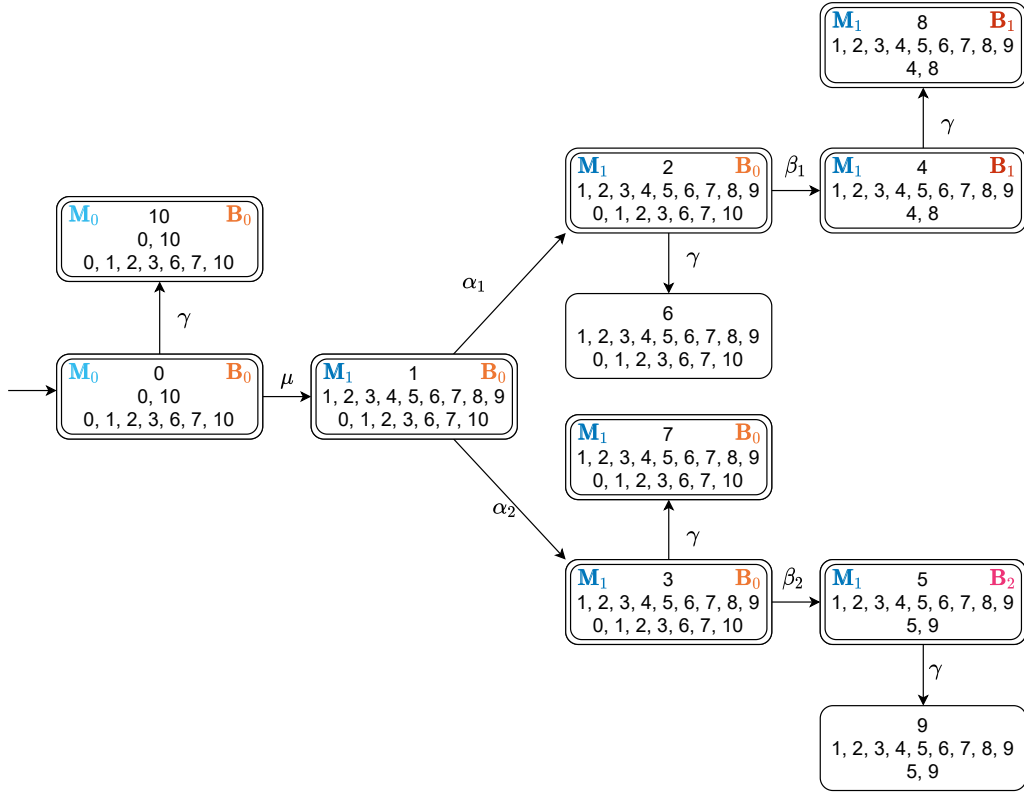 M₁ 8 B₁
1, 2, 3, 4, 5, 6, 7, 8, 9
4, 8
γ
M₁ 2 B₀
1, 2, 3, 4, 5, 6, 7, 8, 9
0, 1, 2, 3, 6, 7, 10
β₁
M₁ 4 B₁
1, 2, 3, 4, 5, 6, 7, 8, 9
4, 8
M₀ 10 B₀
0, 10
0, 1, 2, 3, 6, 7, 10
γ
α₁
γ
6
1, 2, 3, 4, 5, 6, 7, 8, 9
0, 1, 2, 3, 6, 7, 10
M₀ 0 B₀
0, 10
0, 1, 2, 3, 6, 7, 10
μ
M₁ 1 B₀
1, 2, 3, 4, 5, 6, 7, 8, 9
0, 1, 2, 3, 6, 7, 10
M₁ 7 B₀
1, 2, 3, 4, 5, 6, 7, 8, 9
0, 1, 2, 3, 6, 7, 10
α₂
γ
M₁ 3 B₀
1, 2, 3, 4, 5, 6, 7, 8, 9
0, 1, 2, 3, 6, 7, 10
β₂
M₁ 5 B₂
1, 2, 3, 4, 5, 6, 7, 8, 9
5, 9
γ
9
1, 2, 3, 4, 5, 6, 7, 8, 9
5, 9